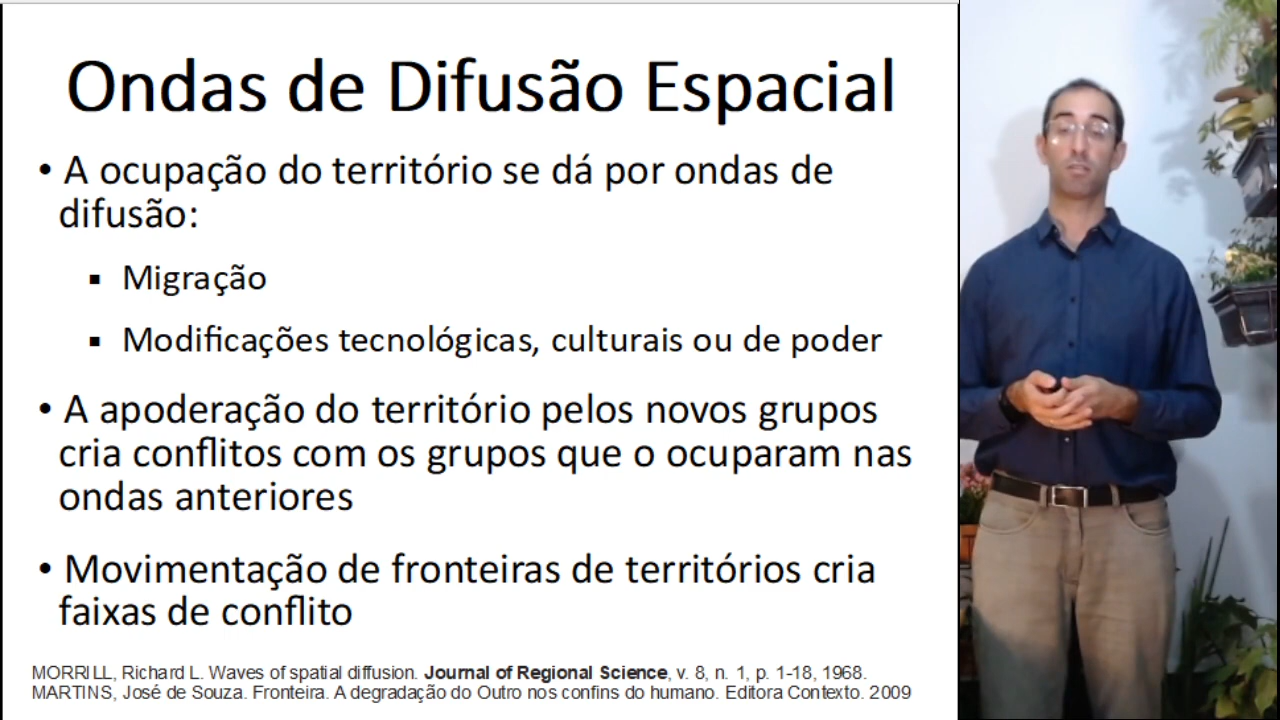 Ondas de Difusão Espacial
• A ocupação do território se dá por ondas de
difusão:
▪ Migração
▪ Modificações tecnológicas, culturais ou de poder
• A apoderação do território pelos novos grupos
cria conflitos com os grupos que o ocuparam nas
ondas anteriores
• Movimentação de fronteiras de territórios cria
faixas de conflito
MORRILL, Richard L. Waves of spatial diffusion. Journal of Regional Science, v. 8, n. 1, p. 1-18, 1968.
MARTINS, José de Souza. Fronteira. A degradação do Outro nos confins do humano. Editora Contexto. 2009